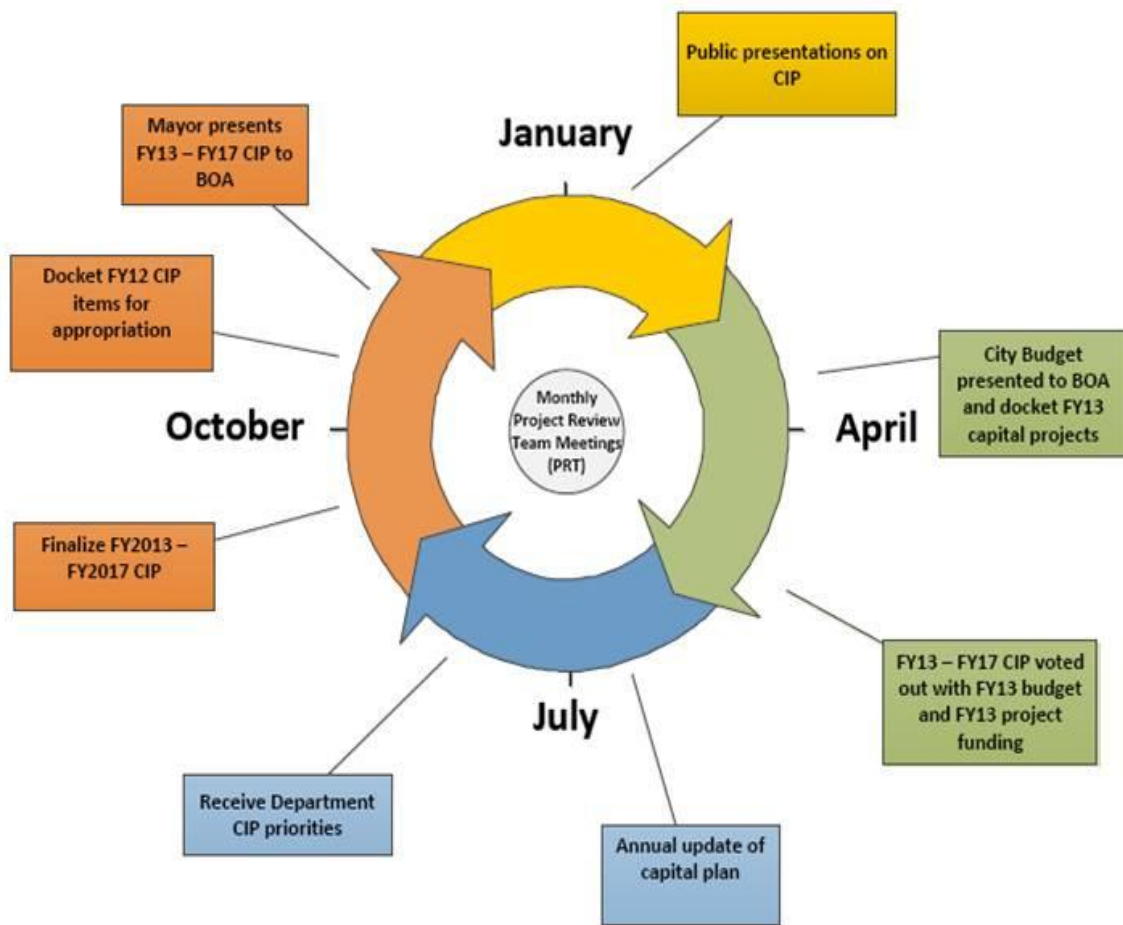 Public presentations on
CIP
January
Mayor presents
FY13 – FY17 CIP to
BOA
Docket FY12 CIP
items for
appropriation
October
Monthly
Project Review
Team Meetings
(PRT)
April
City Budget
presented to BOA
and docket FY13
capital projects
Finalize FY2013 –
FY2017 CIP
FY13 – FY17 CIP voted
out with FY13 budget
and FY13 project
funding
July
Receive Department
CIP priorities
Annual update of
capital plan